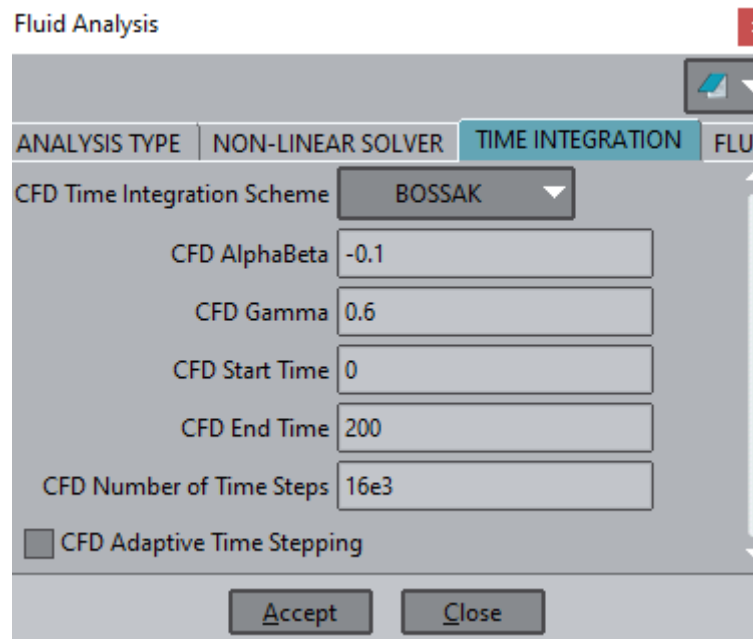 Fluid Analysis
ANALYSIS TYPE NON-LINEAR SOLVER TIME INTEGRATION FLU
CFD Time Integration Scheme BOSSAK
CFD AlphaBeta -0.1
CFD Gamma 0.6
CFD Start Time 0
CFD End Time 200
CFD Number of Time Steps 16e3
CFD Adaptive Time Stepping
Accept Close